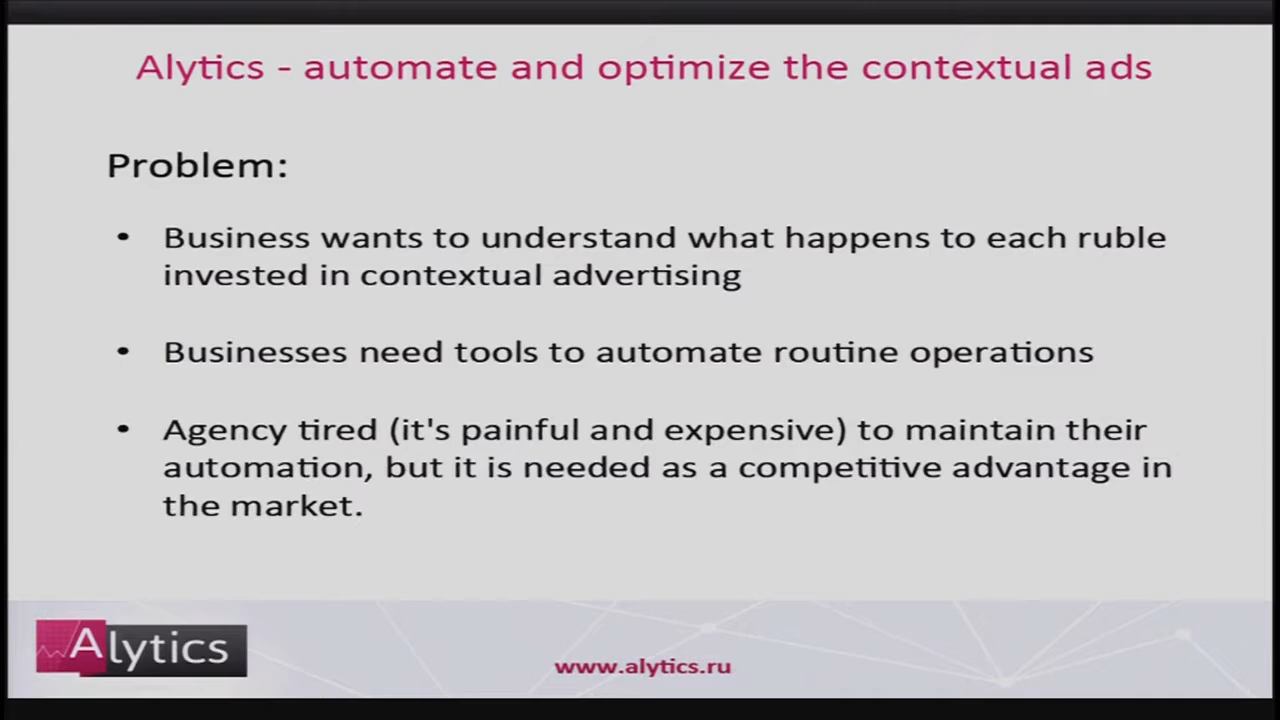 Alytics - automate and optimize the contextual ads
Problem:
• Business wants to understand what happens to each ruble
invested in contextual advertising
• Businesses need tools to automate routine operations
• Agency tired (it's painful and expensive) to maintain their
automation, but it is needed as a competitive advantage in
the market.
Alytics
www.alytics.ru